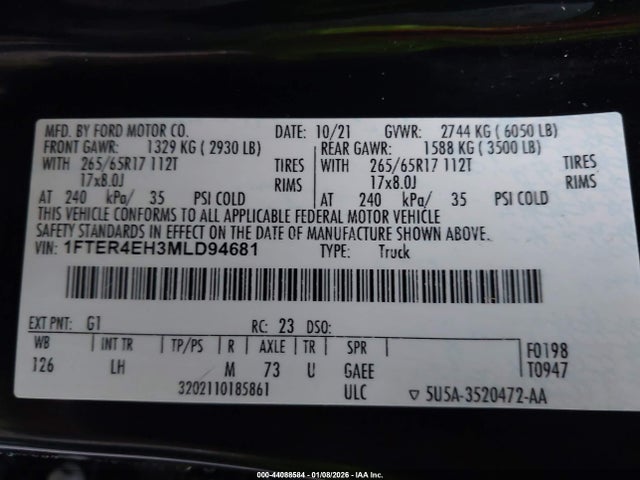 MFD. BY FORD MOTOR CO. DATE: 10/21 GVWR: 2744 KG ( 6050 LB)
FRONT GAWR: 1329 KG ( 2930 LB) REAR GAWR: 1588 KG ( 3500 LB)
WITH 265/65R17 112T TIRES WITH 265/65R17 112T TIRES
17x8.0J RIMS 17x8.0J RIMS
AT 240 kPa/ 35 PSI COLD AT 240 kPa/ 35 PSI COLD
THIS VEHICLE CONFORMS TO ALL APPLICABLE FEDERAL MOTOR VEHICLE
SAFETY STANDARDS IN EFFECT ON THE DATE OF MANUFACTURE SHOWN ABOVE.
VIN: 1FTER4EH3MLD94681 TYPE: Truck
EXT PNT: G1 RC: 23 DSO:
WB INT TR TP/PS R AXLE TR SPR F0198
126 LH M 73 U GAEE T0947
3202110185861 ULC ▽ 5U5A-3520472-AA
000-44088584 - 01/08/2026 - IAA Inc.